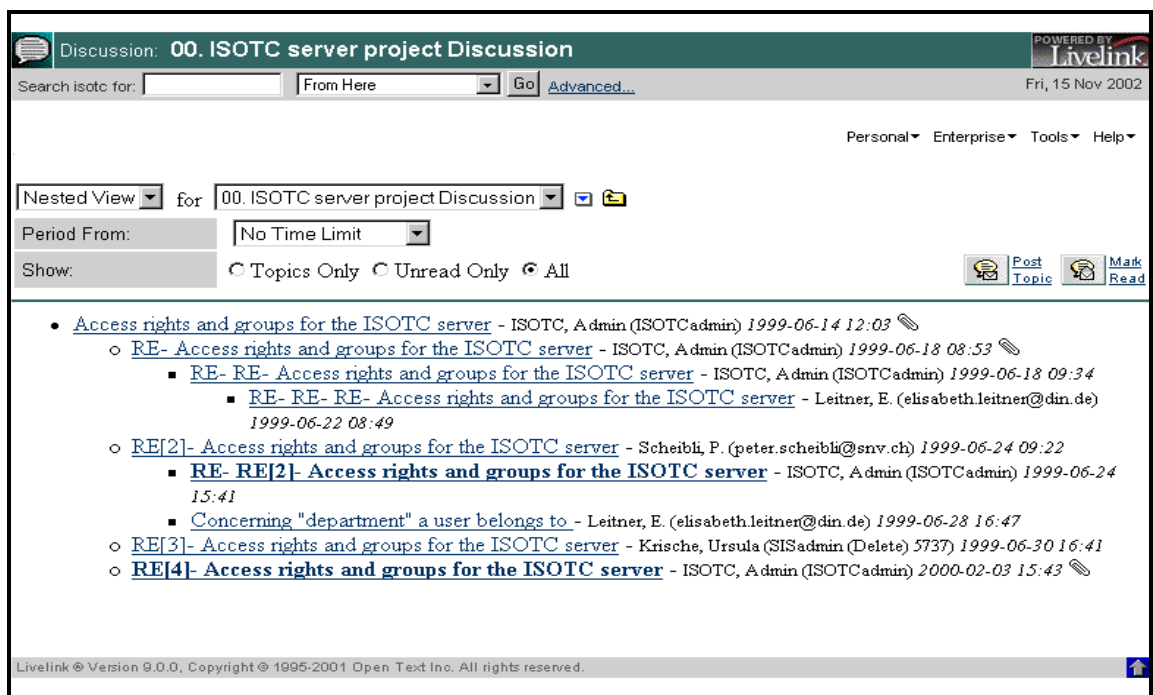 Discussion: 00. ISOTC server project Discussion
POWERED BY
Livelink
Search isotc for: From Here Go Advanced...
Fri, 15 Nov 2002
Personal Enterprise Tools Help
Nested View for 00. ISOTC server project Discussion
Period From: No Time Limit
Show: Topics Only Unread Only All
Post Topic
Mark Read
Access rights and groups for the ISOTC server - ISOTC, Admin (ISOTCadmin) 1999-06-14 12:03
RE- Access rights and groups for the ISOTC server - ISOTC, Admin (ISOTCadmin) 1999-06-18 08:53
RE- RE- Access rights and groups for the ISOTC server - ISOTC, Admin (ISOTCadmin) 1999-06-18 09:34
RE- RE- RE- Access rights and groups for the ISOTC server - Leitner, E. (elisabeth.leitner@din.de)
1999-06-22 08:49
RE[2]- Access rights and groups for the ISOTC server - Scheibli, P. (peter.scheibli@snv.ch) 1999-06-24 09:22
RE- RE[2]- Access rights and groups for the ISOTC server - ISOTC, Admin (ISOTCadmin) 1999-06-24
15:41
Concerning "department" a user belongs to - Leitner, E. (elisabeth.leitner@din.de) 1999-06-28 16:47
RE[3]- Access rights and groups for the ISOTC server - Krische, Ursula (SISadmin (Delete) 5737) 1999-06-30 16:41
RE[4]- Access rights and groups for the ISOTC server - ISOTC, Admin (ISOTCadmin) 2000-02-03 15:43
Livelink ® Version 9.0.0, Copyright © 1995-2001 Open Text Inc. All rights reserved.